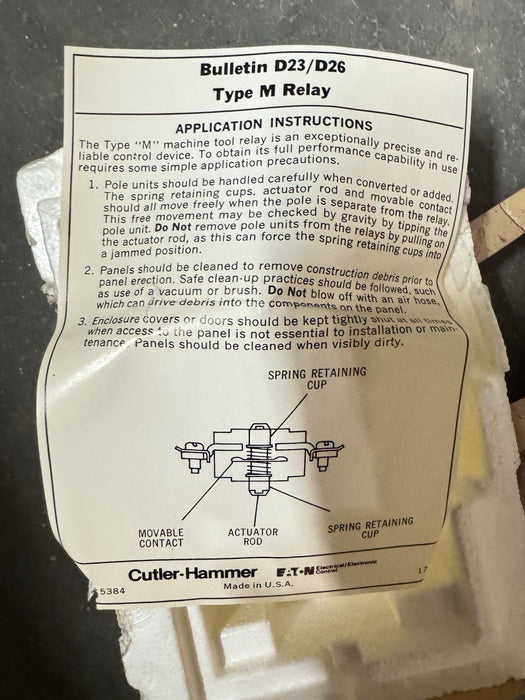 Bulletin D23/D26
Type M Relay
APPLICATION INSTRUCTIONS
The Type "M" machine tool relay is an exceptionally precise and re-
liable control device. To obtain its full performance capability in use
requires some simple application precautions.
1. Pole units should be handled carefully when converted or added.
The spring retaining cups, actuator rod and movable contact
should all move freely when the pole is separate from the relay.
This free movement may be checked by gravity by tipping the
pole unit. Do Not remove pole units from the relays by pulling on
the actuator rod, as this can force the spring retaining cups into
a jammed position.
2. Panels should be cleaned to remove construction debris prior to
panel erection. Safe clean-up practices should be followed, such
as use of a vacuum or brush. Do Not blow off with an air hose,
which can drive debris into the components on the panel.
3. Enclosure covers or doors should be kept tightly shut at all times
when access to the panel is not essential to installation or main-
tenance. Panels should be cleaned when visibly dirty.
SPRING RETAINING
CUP
MOVABLE
CONTACT
ACTUATOR
ROD
SPRING RETAINING
CUP
Cutler-Hammer EATON Electrical/Electronic
Control
Made in U.S.A.
5384
17